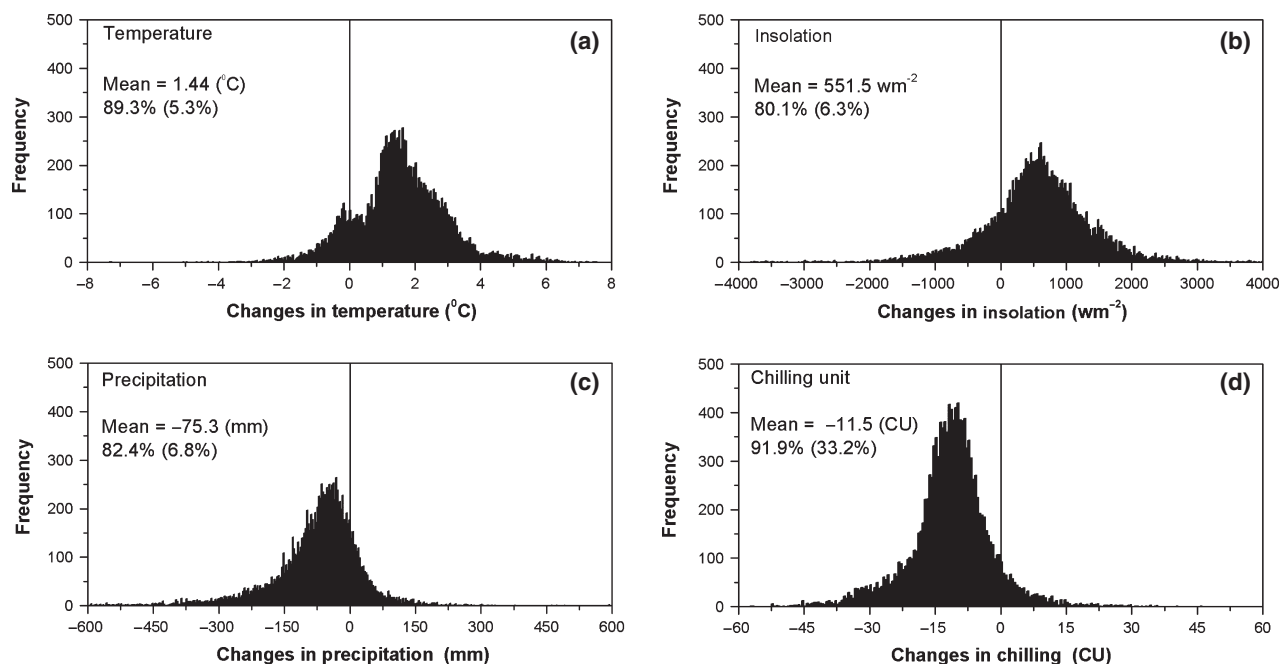 500
400
300
200
100
0
Frequency
Temperature
(a)
Mean = 1.44 (⁰C)
89.3% (5.3%)
−8 −6 −4 −2 0 2 4 6 8
Changes in temperature (⁰C)
500
400
300
200
100
0
Frequency
Insolation
(b)
Mean = 551.5 wm⁻²
80.1% (6.3%)
−4000 −3000 −2000 −1000 0 1000 2000 3000 4000
Changes in insolation (wm⁻²)
500
400
300
200
100
0
Frequency
Precipitation
(c)
Mean = −75.3 (mm)
82.4% (6.8%)
−600 −450 −300 −150 0 150 300 450 600
Changes in precipitation (mm)
500
400
300
200
100
0
Frequency
Chilling unit
(d)
Mean = −11.5 (CU)
91.9% (33.2%)
−60 −45 −30 −15 0 15 30 45 60
Changes in chilling (CU)